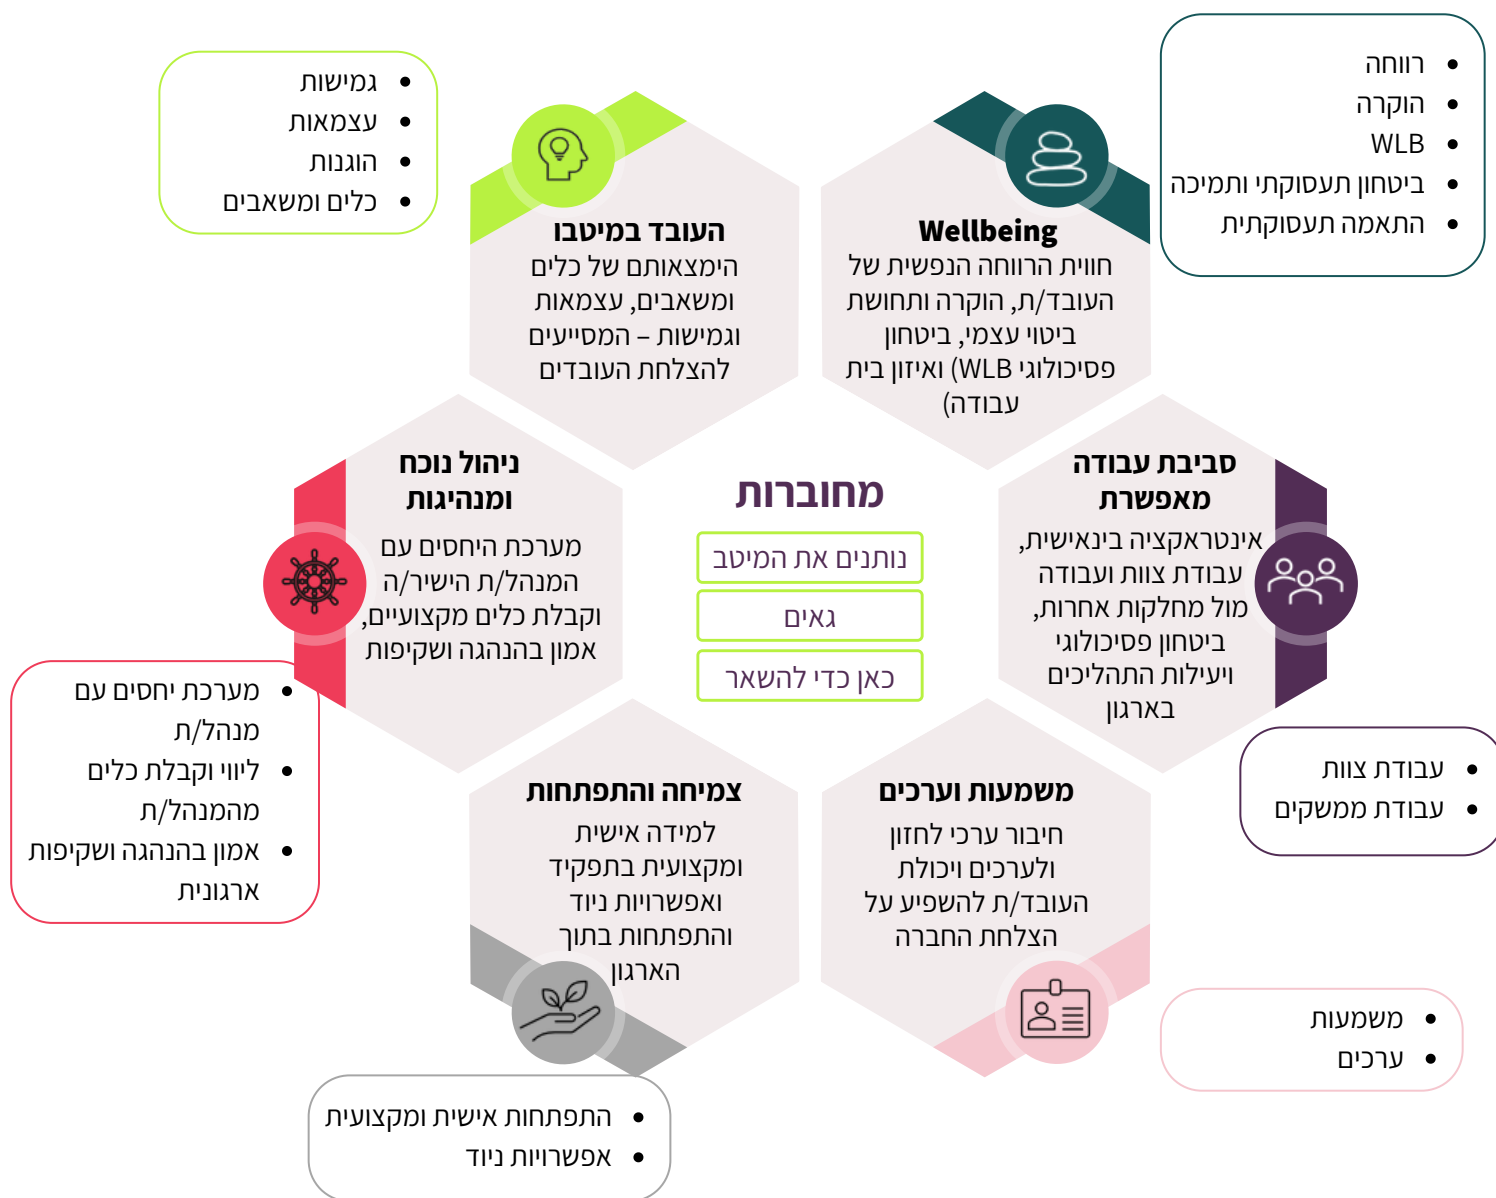 רווחה
הוקרה
WLB
ביטחון תעסוקתי ותמיכה
התאמה תעסוקתית
גמישות
עצמאות
הוגנות
כלים ומשאבים
Wellbeing
חווית הרווחה הנפשית של
העובד/ת, הוקרה ותחושת
ביטוי עצמי, ביטחון
פסיכולוגי WLB) ואיזון בית
עבודה)
העובד במיטבו
הימצאותם של כלים
ומשאבים, עצמאות
וגמישות – המסייעים
להצלחת העובדים
סביבת עבודה
מאפשרת
אינטראקציה בינאישית,
עבודת צוות ועבודה
מול מחלקות אחרות,
ביטחון פסיכולוגי
ויעילות התהליכים
בארגון
מחוברות
נותנים את המיטב
גאים
כאן כדי להשאר
ניהול נוכח
ומנהיגות
מערכת היחסים עם
המנהל/ת הישיר/ה
וקבלת כלים מקצועיים,
אמון בהנהגה ושקיפות
מערכת יחסים עם
מנהל/ת
ליווי וקבלת כלים
מהמנהל/ת
אמון בהנהגה ושקיפות
ארגונית
עבודת צוות
עבודת ממשקים
משמעות וערכים
חיבור ערכי לחזון
ולערכים ויכולת
העובד/ת להשפיע על
הצלחת החברה
צמיחה והתפתחות
למידה אישית
ומקצועית בתפקיד
ואפשרויות ניוד
והתפתחות בתוך
הארגון
משמעות
ערכים
התפתחות אישית ומקצועית
אפשרויות ניוד